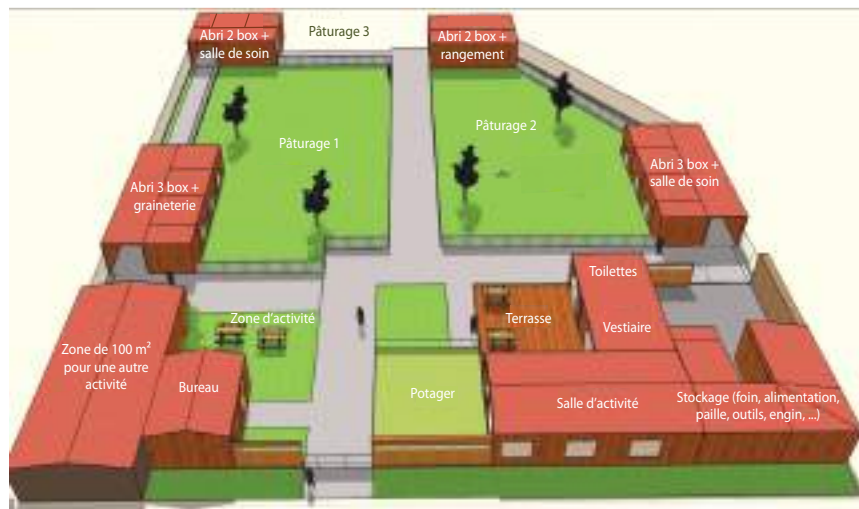 Abri 2 box +
salle de soin
Pâturage 3
Abri 2 box +
rangement
Pâturage 1
Pâturage 2
Abri 3 box +
graineterie
Abri 3 box +
salle de soin
Toilettes
Zone d'activité
Terrasse
Vestiaire
Zone de 100 m²
pour une autre
activité
Bureau
Potager
Salle d'activité
Stockage (foin, alimentation,
paille, outils, engin, ...)